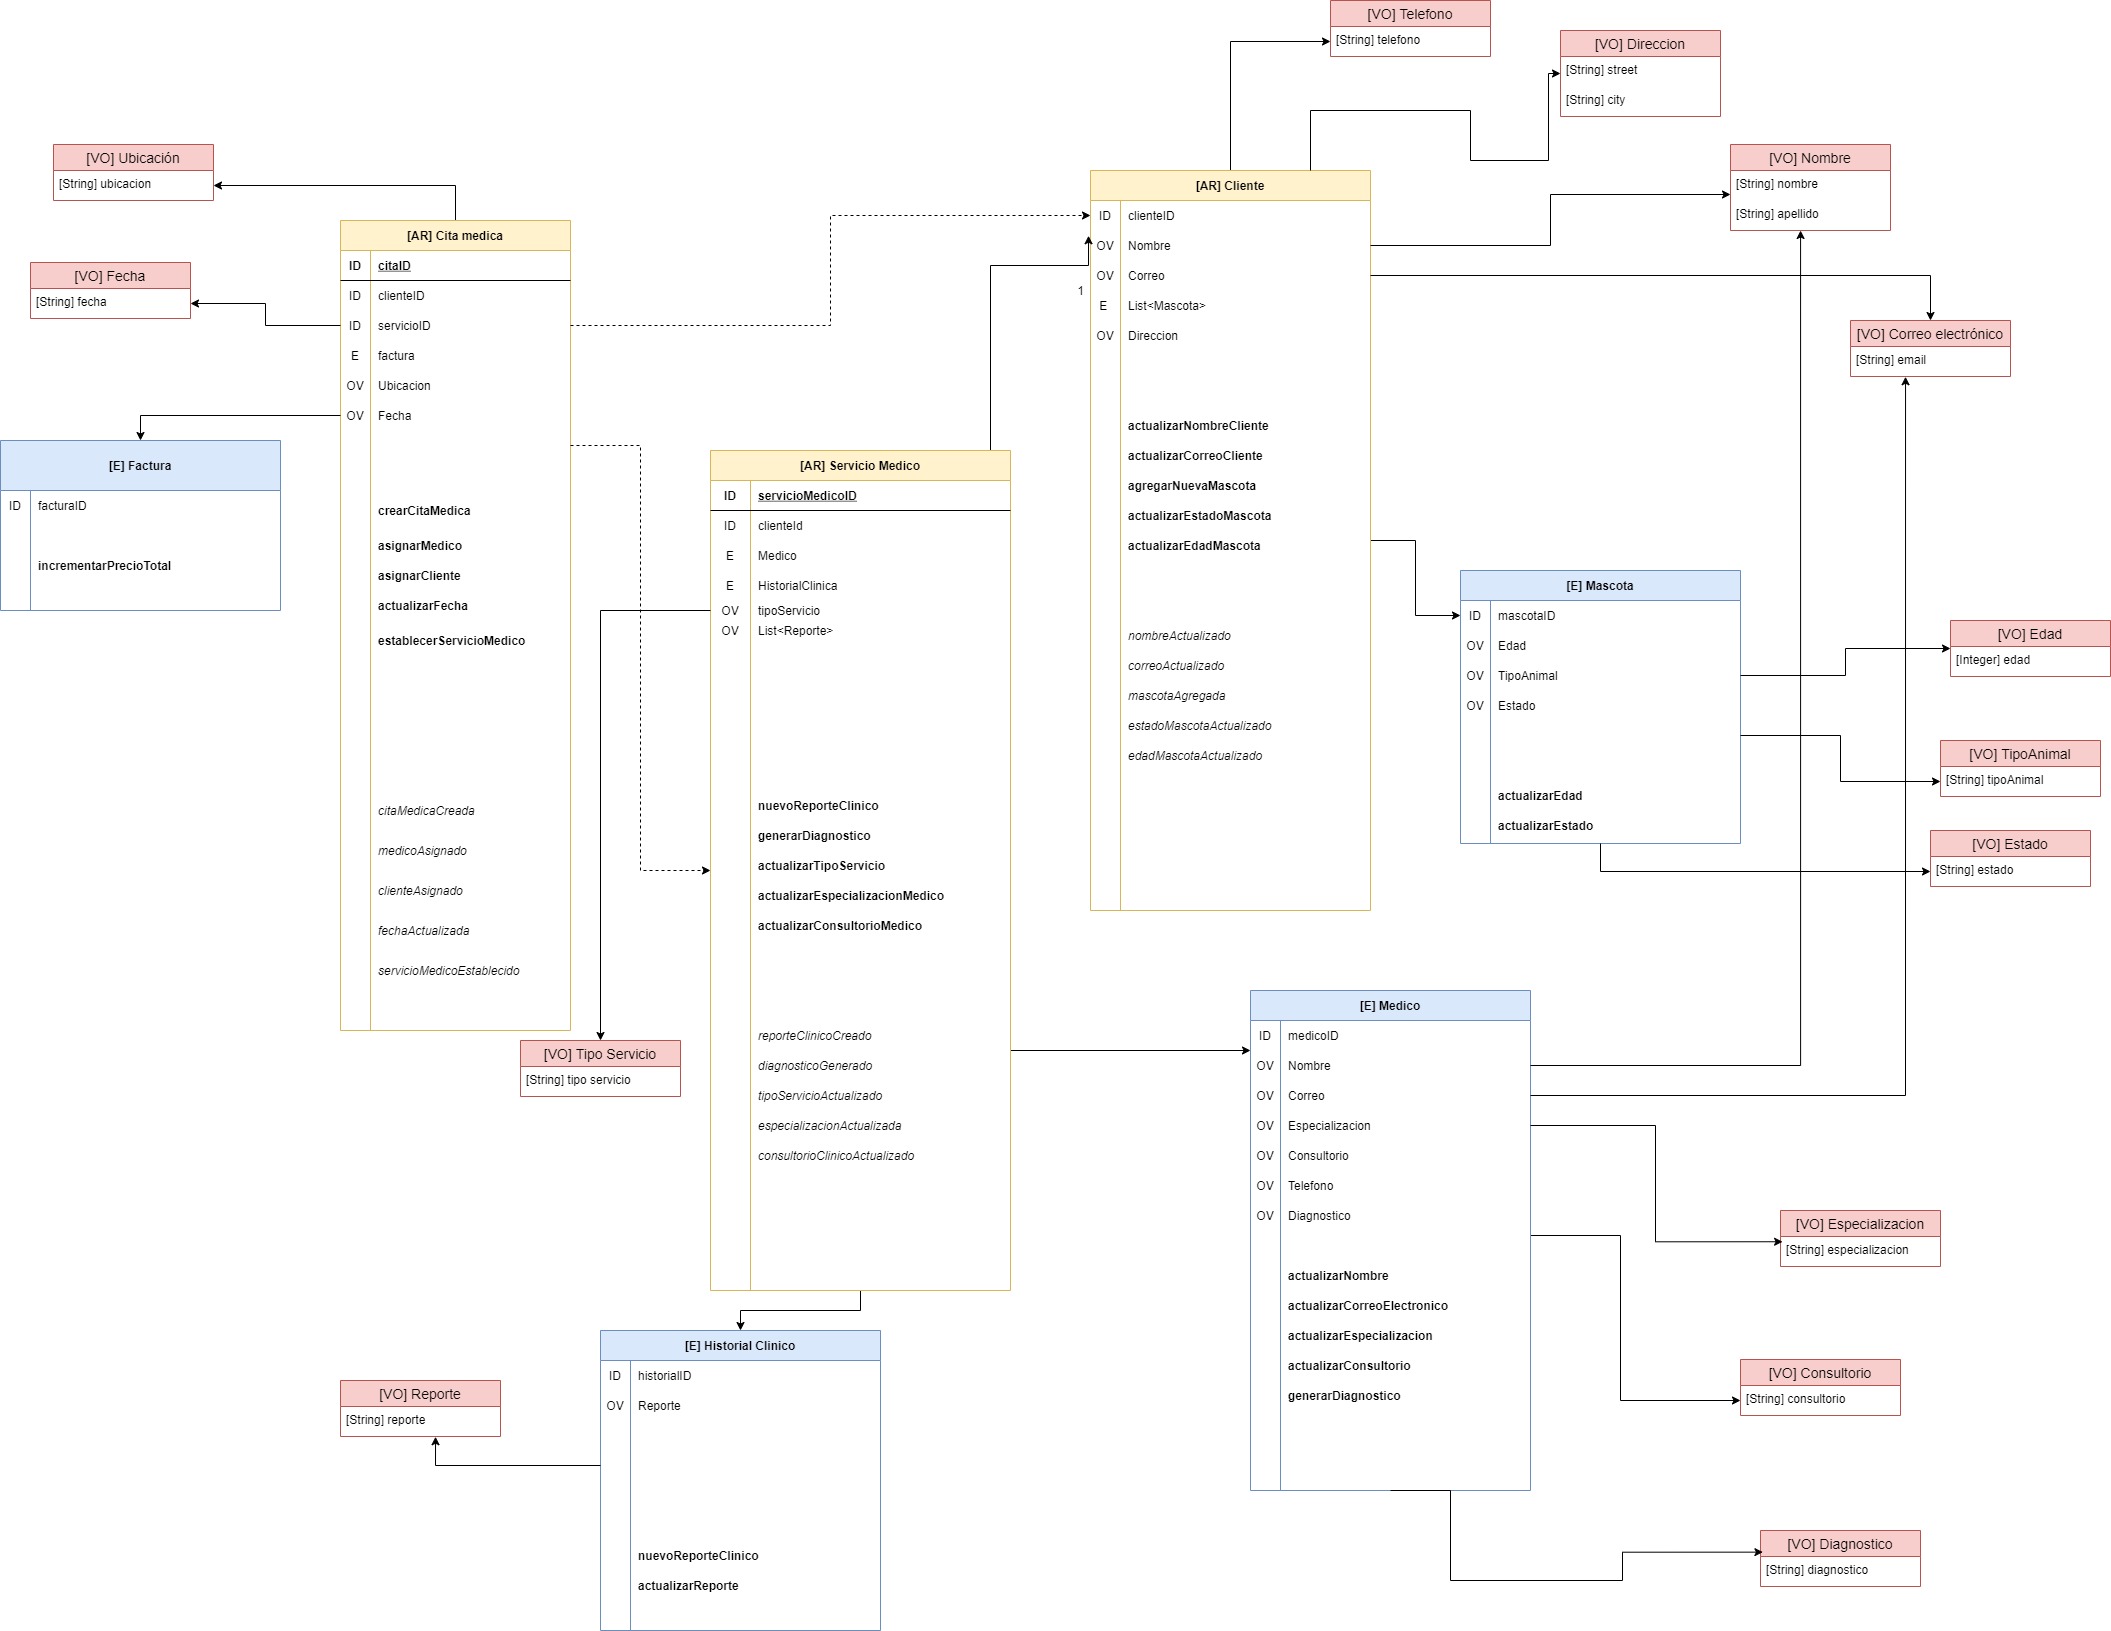 [VO] Telefono
[String] telefono
[VO] Direccion
[String] street
[String] city
[VO] Ubicación
[String] ubicacion
[VO] Nombre
[String] nombre
[String] apellido
[VO] Fecha
[String] fecha
[VO] Correo electrónico
[String] email
[AR] Cita medica
ID citaID
ID clienteID
ID servicioID
E factura
OV Ubicacion
OV Fecha
crearCitaMedica
asignarMedico
asignarCliente
actualizarFecha
establecerServicioMedico
citaMedicaCreada
medicoAsignado
clienteAsignado
fechaActualizada
servicioMedicoEstablecido
[E] Factura
ID facturaID
incrementarPrecioTotal
[AR] Cliente
ID clienteID
OV Nombre
OV Correo
1
E List<Mascota>
OV Direccion
actualizarNombreCliente
actualizarCorreoCliente
agregarNuevaMascota
actualizarEstadoMascota
actualizarEdadMascota
nombreActualizado
correoActualizado
mascotaAgregada
estadoMascotaActualizado
edadMascotaActualizado
[AR] Servicio Medico
ID servicioMedicoID
ID clienteId
E Medico
E HistorialClinica
OV tipoServicio
OV List<Reporte>
nuevoReporteClinico
generarDiagnostico
actualizarTipoServicio
actualizarEspecializacionMedico
actualizarConsultorioMedico
reporteClinicoCreado
diagnosticoGenerado
tipoServicioActualizado
especializacionActualizada
consultorioClinicoActualizado
[E] Mascota
ID mascotaID
OV Edad
OV TipoAnimal
OV Estado
actualizarEdad
actualizarEstado
[VO] Edad
[Integer] edad
[VO] TipoAnimal
[String] tipoAnimal
[VO] Estado
[String] estado
[VO] Tipo Servicio
[String] tipo servicio
[E] Medico
ID medicoID
OV Nombre
OV Correo
OV Especializacion
OV Consultorio
OV Telefono
OV Diagnostico
actualizarNombre
actualizarCorreoElectronico
actualizarEspecializacion
actualizarConsultorio
generarDiagnostico
[VO] Especializacion
[String] especializacion
[VO] Consultorio
[String] consultorio
[VO] Diagnostico
[String] diagnostico
[E] Historial Clinico
ID historialID
OV Reporte
nuevoReporteClinico
actualizarReporte
[VO] Reporte
[String] reporte